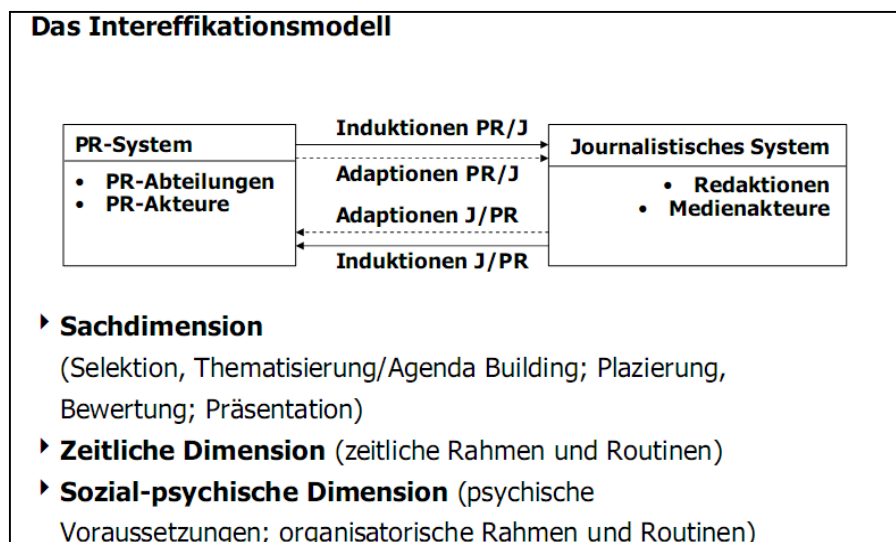 Das Intereffikationsmodell
Induktionen PR/J
PR-System
Journalistisches System
Adaptionen PR/J
• PR-Abteilungen
• Redaktionen
• PR-Akteure
Adaptionen J/PR
• Medienakteure
Induktionen J/PR
Sachdimension
(Selektion, Thematisierung/Agenda Building; Plazierung,
Bewertung; Präsentation)
Zeitliche Dimension (zeitliche Rahmen und Routinen)
Sozial-psychische Dimension (psychische
Voraussetzungen; organisatorische Rahmen und Routinen)